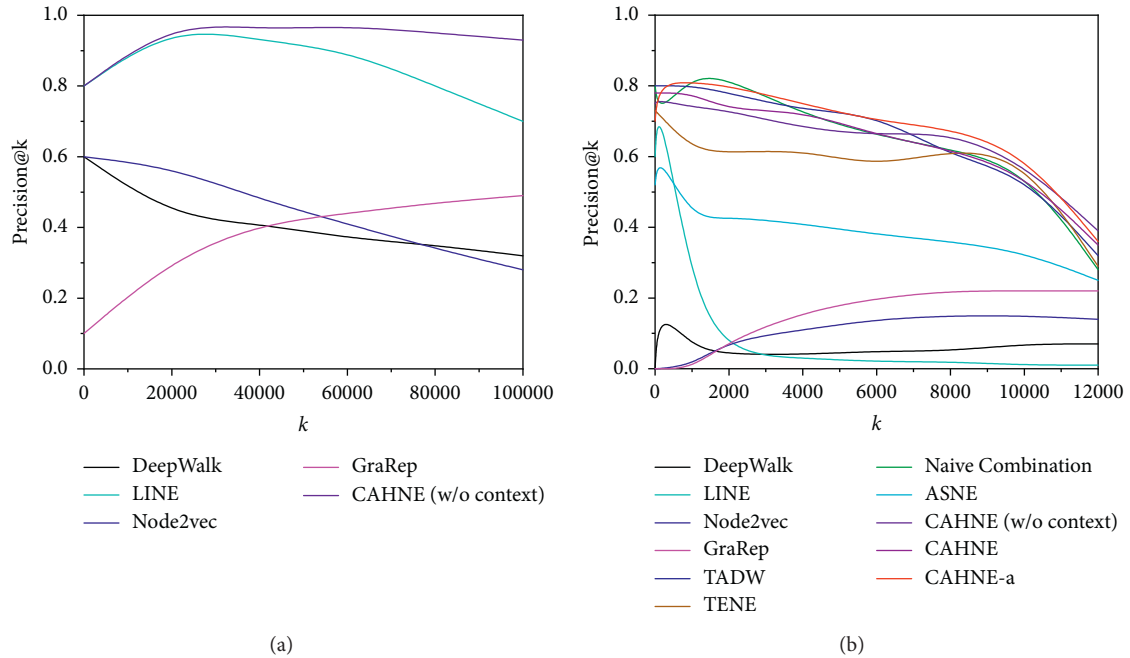 1.0
0.8
0.6
0.4
0.2
0.0
Precision@k
0
20000
40000
60000
80000
100000
k
DeepWalk
LINE
Node2vec
GraRep
CAHNE (w/o context)
(a)
1.0
0.8
0.6
0.4
0.2
0.0
Precision@k
0
2000
4000
6000
8000
10000
12000
k
DeepWalk
LINE
Node2vec
GraRep
TADW
TENE
Naive Combination
ASNE
CAHNE (w/o context)
CAHNE
CAHNE-a
(b)